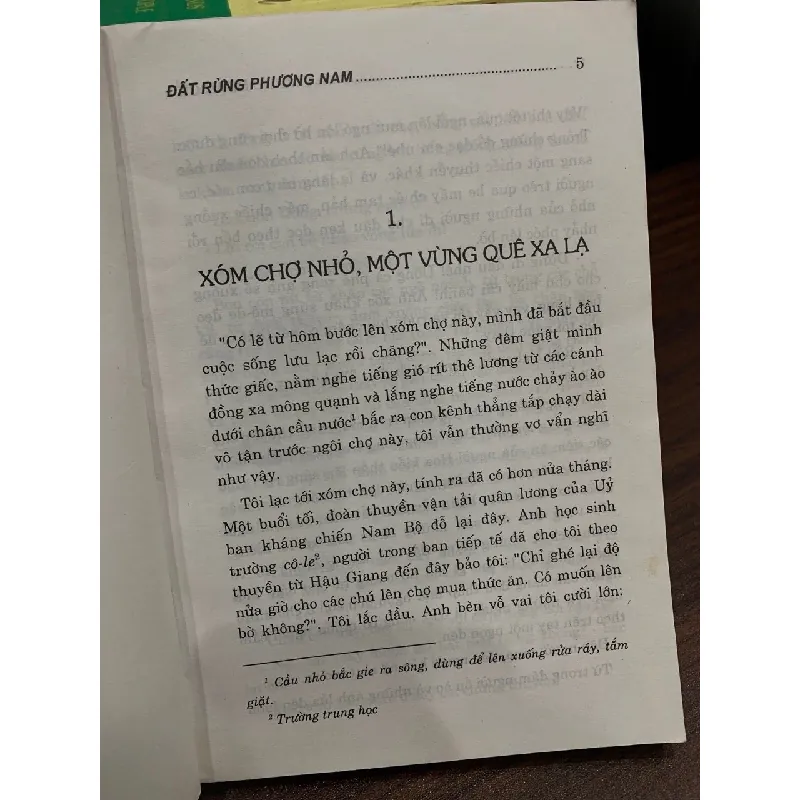 ĐẤT RỪNG PHƯƠNG NAM ........................................ 5
1.
XÓM CHỢ NHỎ, MỘT VÙNG QUÊ XA LẠ
"Có lẽ từ hôm bước lên xóm chợ này, mình đã bắt đầu
cuộc sống lưu lạc rồi chăng?". Những đêm giật mình
thức giấc, nằm nghe tiếng gió rít thê lương từ các cánh
đồng xa mông quạnh và lắng nghe tiếng nước chảy ào ào
dưới chân cầu nước¹ bắc ra con kênh thẳng tắp chạy dài
vô tận trước ngôi chợ này, tôi vẫn thường vơ vẩn nghĩ
như vậy.
Tôi lạc tới xóm chợ này, tính ra đã có hơn nửa tháng.
Một buổi tối, đoàn thuyền vận tải quân lương của Uỷ
ban kháng chiến Nam Bộ đỗ lại đây. Anh học sinh
trường cô-le², người trong ban tiếp tế đã cho tôi theo
thuyền từ Hậu Giang đến đây bảo tôi: "Chỉ ghé lại độ
nửa giờ cho các chú lên chợ mua thức ăn. Có muốn lên
bờ không?". Tôi lắc đầu. Anh bèn vỗ vai tôi cười lớn:
¹ Cầu nhỏ bắc gie ra sông, dùng để lên xuống rửa ráy, tắm
giặt.
² Trường trung học